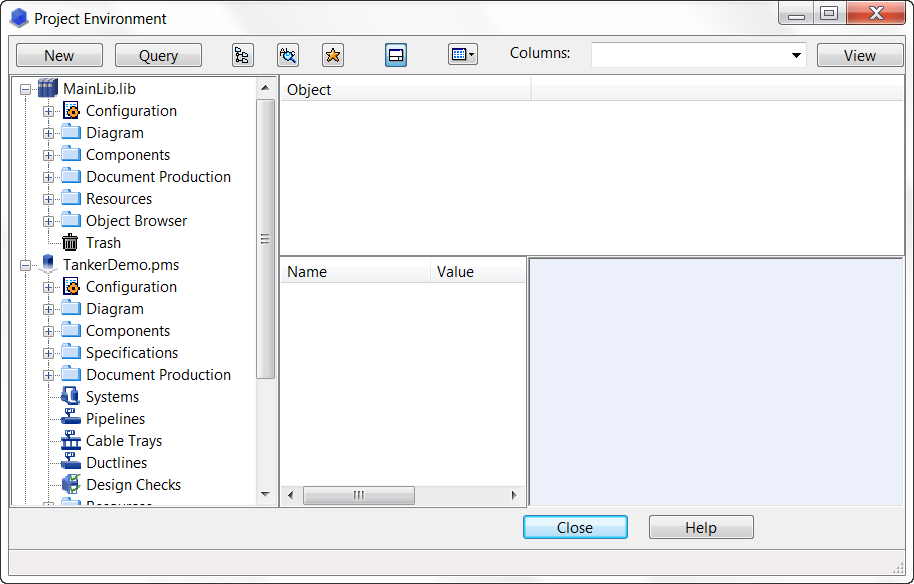 Project Environment
New Query Columns: View
MainLib.lib
Configuration
Diagram
Components
Document Production
Resources
Object Browser
Trash
TankerDemo.pms
Configuration
Diagram
Components
Specifications
Document Production
Systems
Pipelines
Cable Trays
Ductlines
Design Checks
Object
Name Value
Close Help